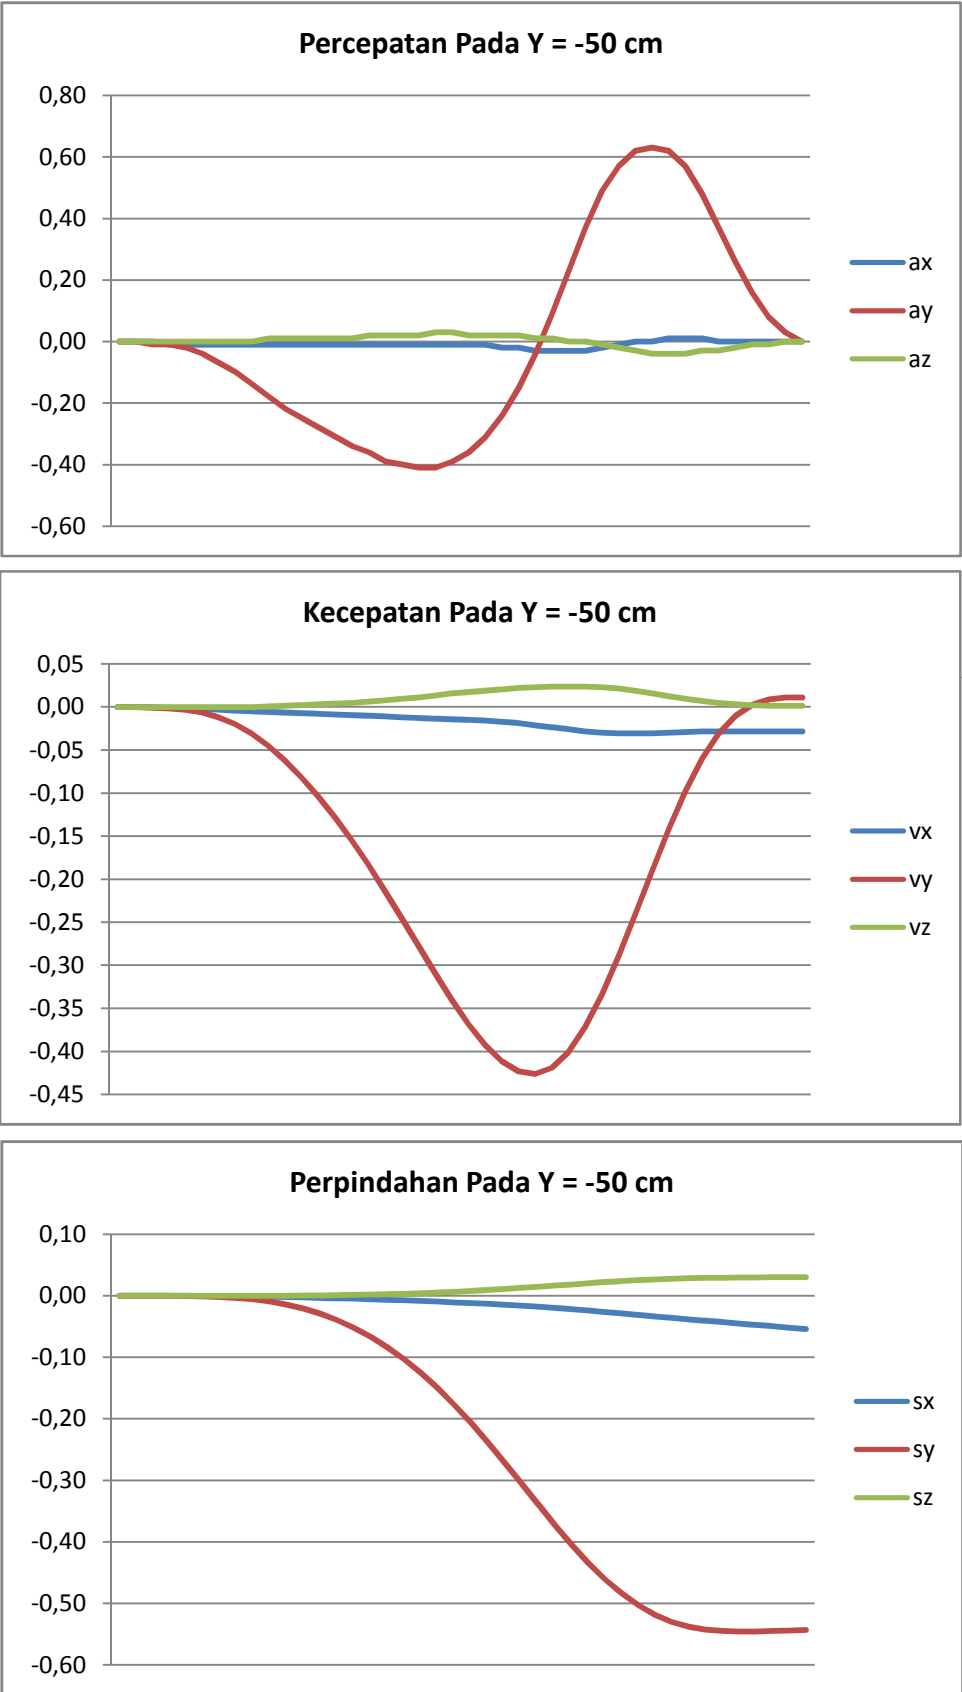 Percepatan Pada Y = -50 cm
0,80
0,60
0,40
0,20
0,00
-0,20
-0,40
-0,60
ax
ay
az
Kecepatan Pada Y = -50 cm
0,05
0,00
-0,05
-0,10
-0,15
-0,20
-0,25
-0,30
-0,35
-0,40
-0,45
vx
vy
vz
Perpindahan Pada Y = -50 cm
0,10
0,00
-0,10
-0,20
-0,30
-0,40
-0,50
-0,60
sx
sy
sz